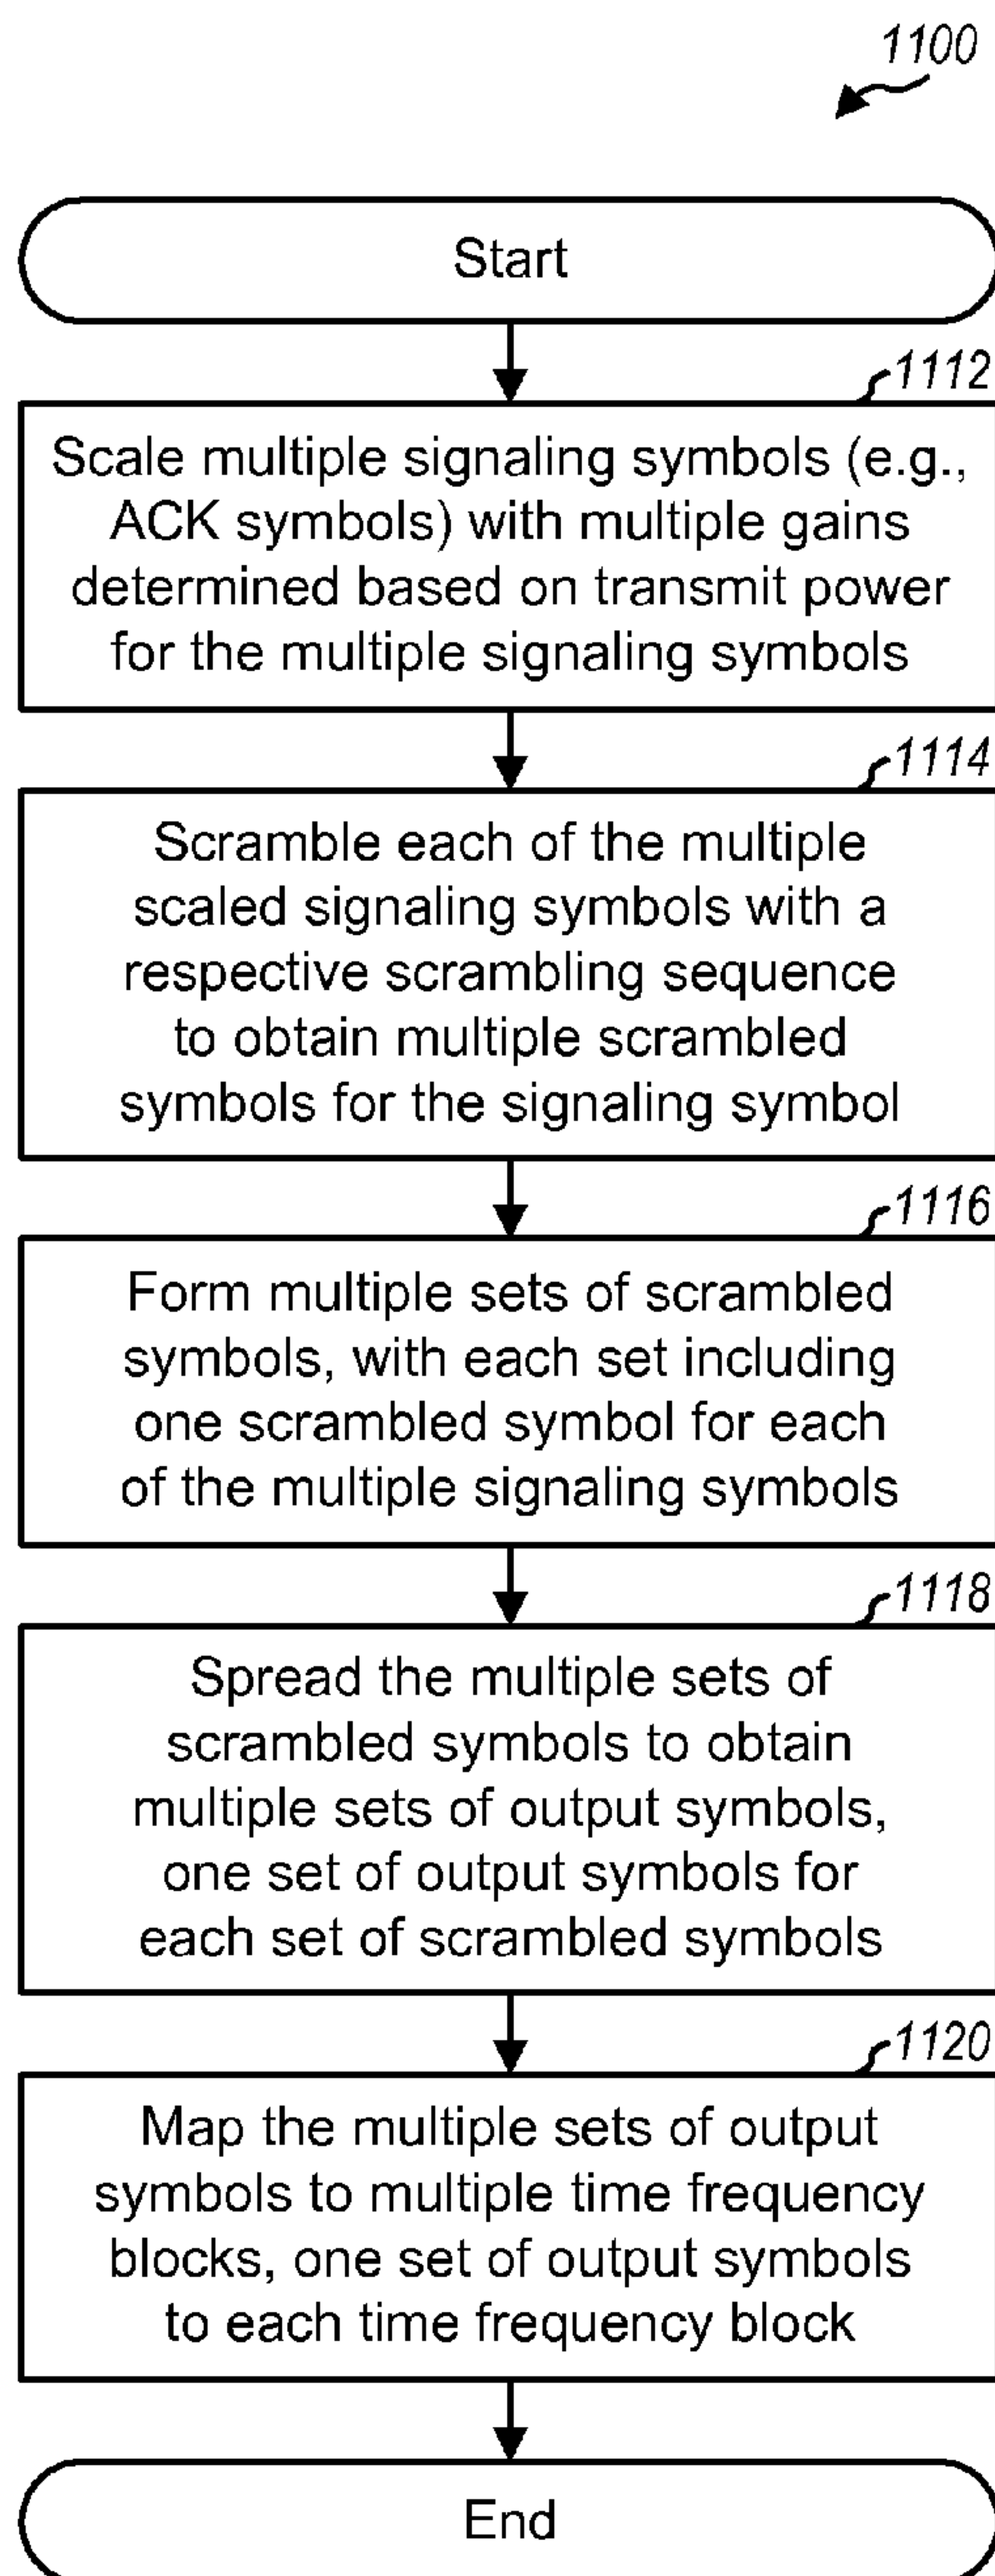 1100
Start
1112
Scale multiple signaling symbols (e.g.,
ACK symbols) with multiple gains
determined based on transmit power
for the multiple signaling symbols
1114
Scramble each of the multiple
scaled signaling symbols with a
respective scrambling sequence
to obtain multiple scrambled
symbols for the signaling symbol
1116
Form multiple sets of scrambled
symbols, with each set including
one scrambled symbol for each
of the multiple signaling symbols
1118
Spread the multiple sets of
scrambled symbols to obtain
multiple sets of output symbols,
one set of output symbols for
each set of scrambled symbols
1120
Map the multiple sets of output
symbols to multiple time frequency
blocks, one set of output symbols
to each time frequency block
End